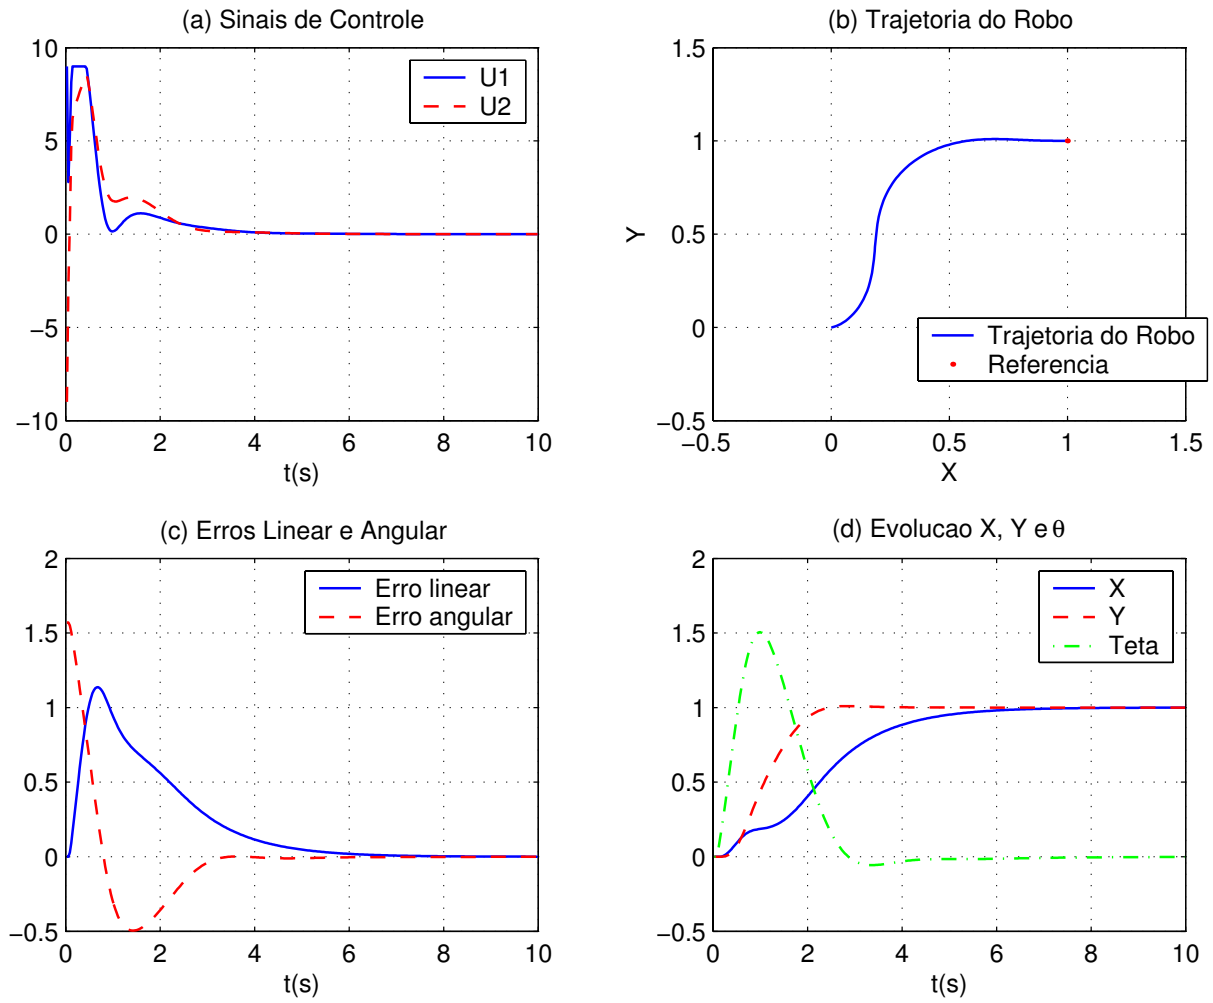 (a) Sinais de Controle
10
5
0
−5
−10
U1
U2
0 2 4 6 8 10
t(s)
(b) Trajetoria do Robo
1.5
1
0.5
0
−0.5
Y
Trajetoria do Robo
Referencia
−0.5 0 0.5 1 1.5
X
(c) Erros Linear e Angular
2
1.5
1
0.5
0
−0.5
Erro linear
Erro angular
0 2 4 6 8 10
t(s)
(d) Evolucao X, Y e θ
2
1.5
1
0.5
0
−0.5
X
Y
Teta
0 2 4 6 8 10
t(s)